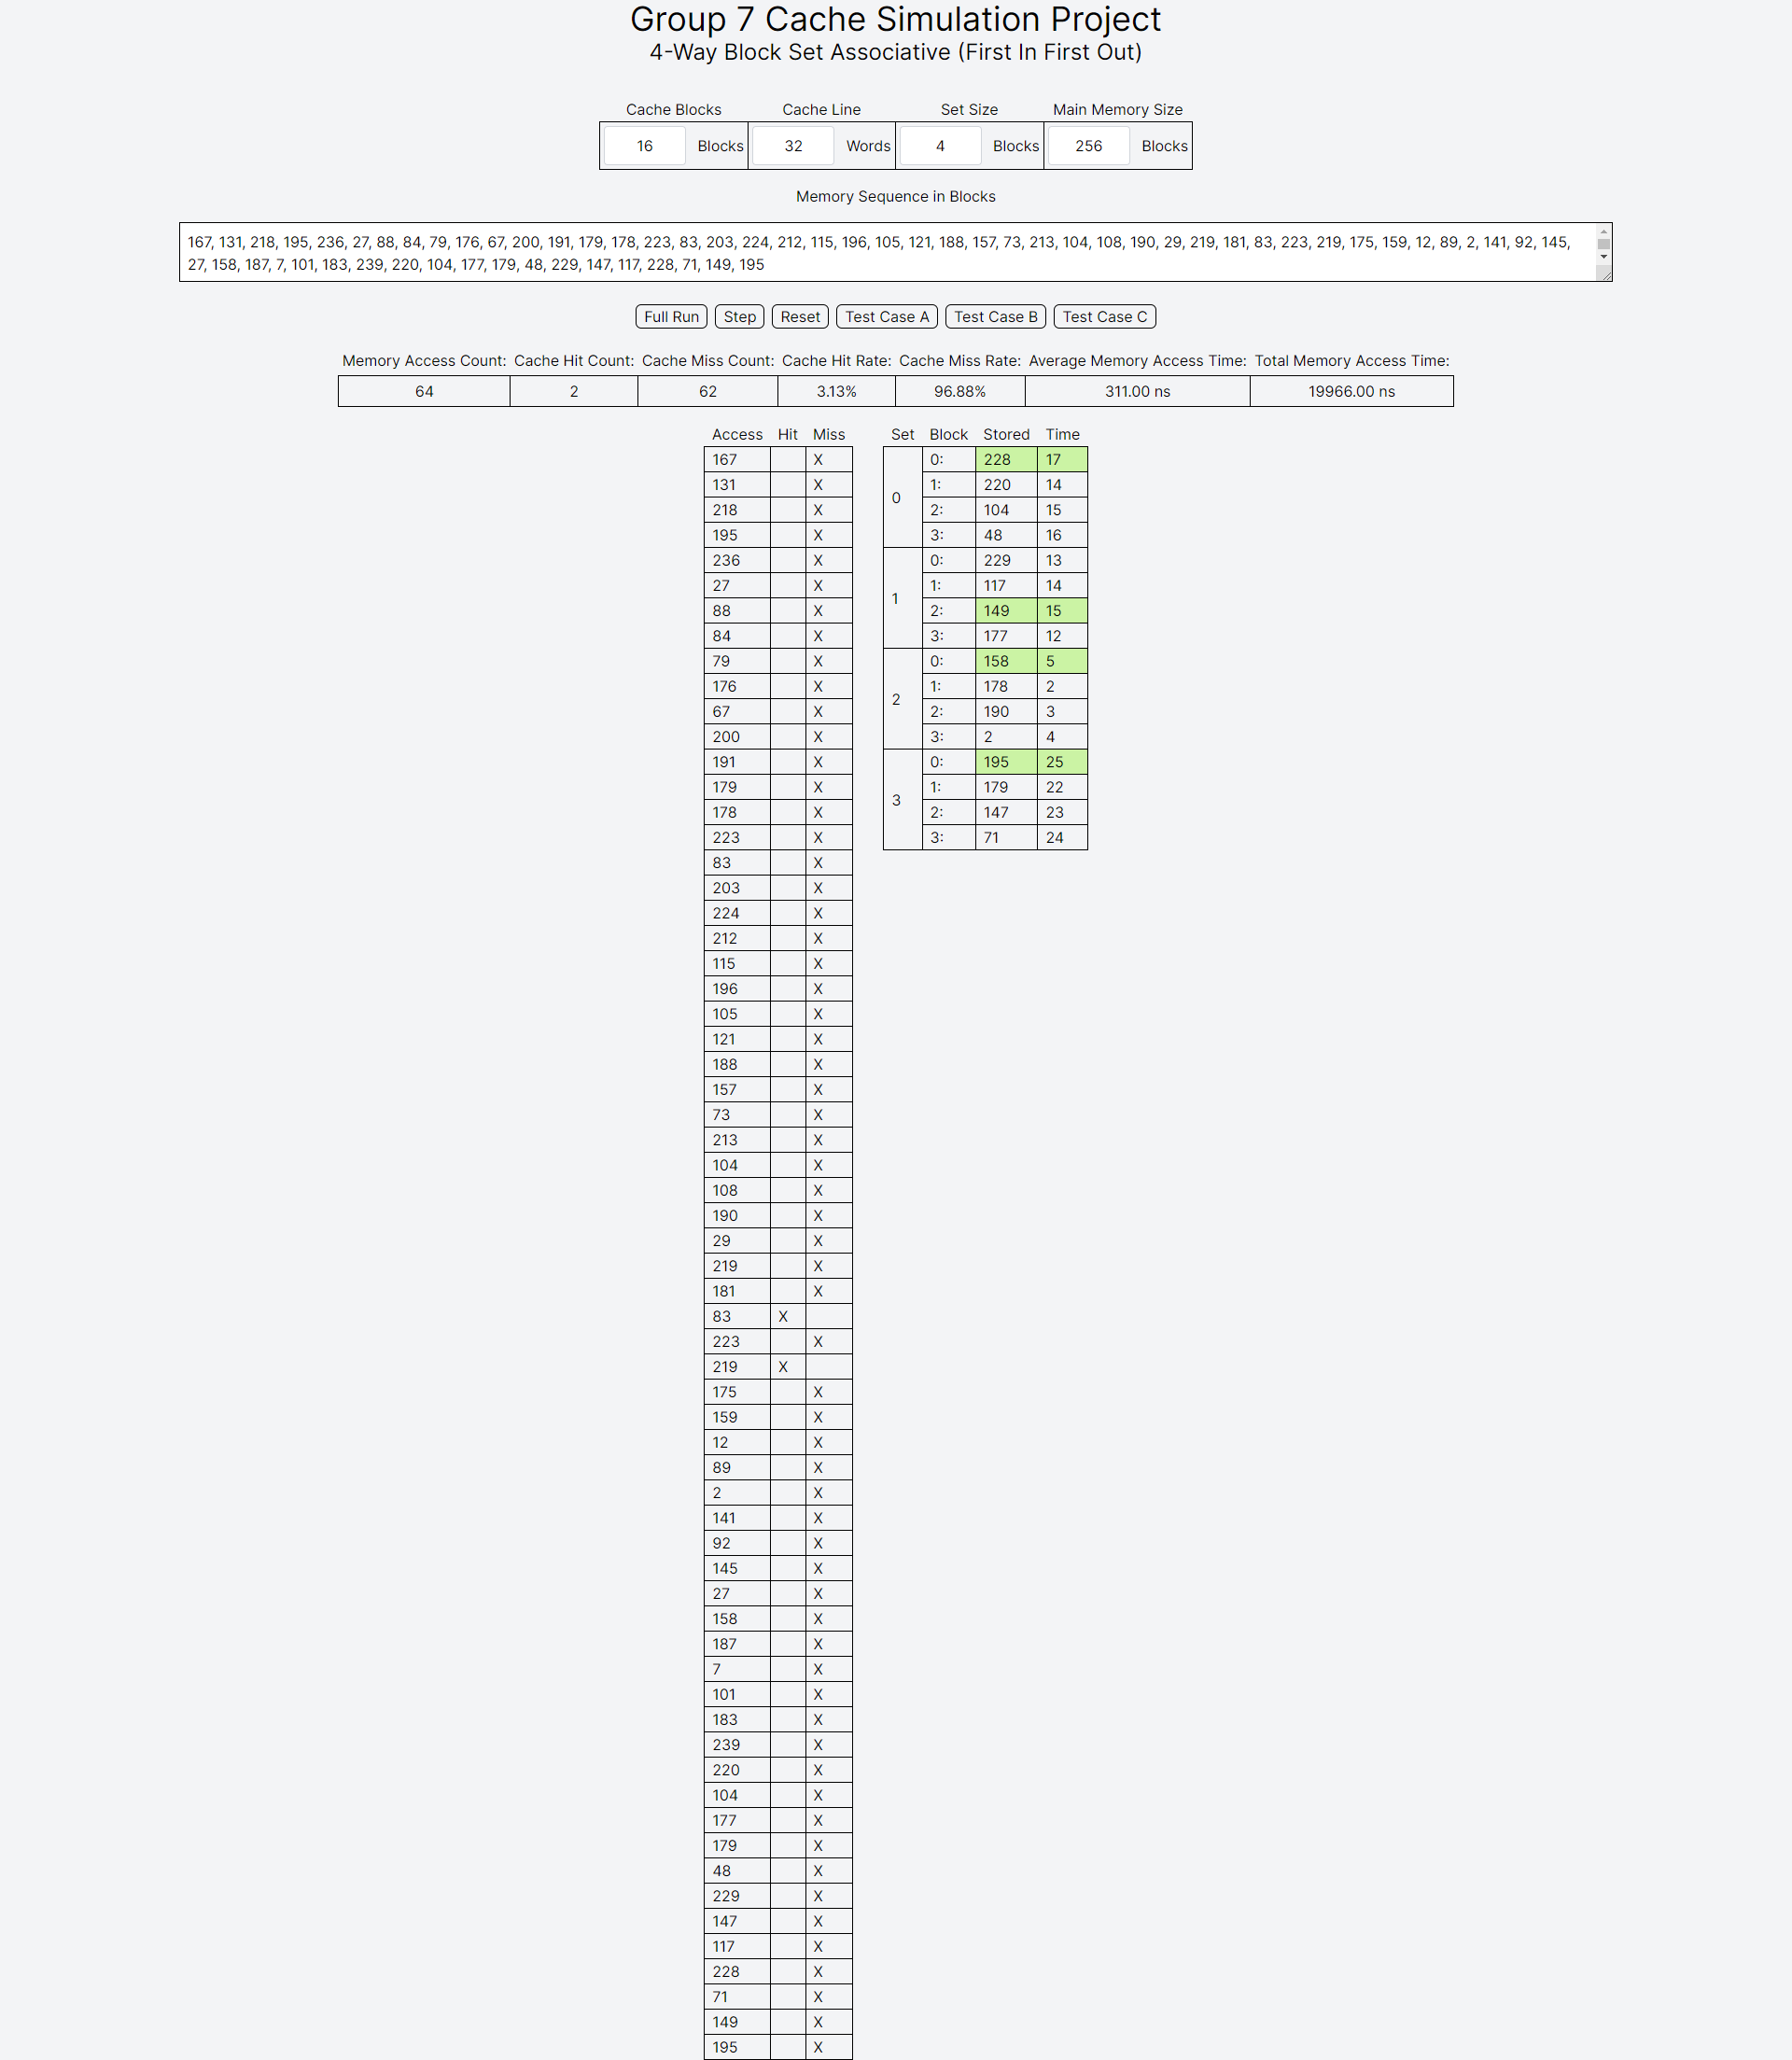 Group 7 Cache Simulation Project
4-Way Block Set Associative (First In First Out)
Cache Blocks Cache Line Set Size Main Memory Size
16 Blocks 32 Words 4 Blocks 256 Blocks
Memory Sequence in Blocks
167, 131, 218, 195, 236, 27, 88, 84, 79, 176, 67, 200, 191, 179, 178, 223, 83, 203, 224, 212, 115, 196, 105, 121, 188, 157, 73, 213, 104, 108, 190, 29, 219, 181, 83, 223, 219, 175, 159, 12, 89, 2, 141, 92, 145,
27, 158, 187, 7, 101, 183, 239, 220, 104, 177, 179, 48, 229, 147, 117, 228, 71, 149, 195
Full Run Step Reset Test Case A Test Case B Test Case C
Memory Access Count: Cache Hit Count: Cache Miss Count: Cache Hit Rate: Cache Miss Rate: Average Memory Access Time: Total Memory Access Time:
64 2 62 3.13% 96.88% 311.00 ns 19966.00 ns
Access Hit Miss
167 X
131 X
218 X
195 X
236 X
27 X
88 X
84 X
79 X
176 X
67 X
200 X
191 X
179 X
178 X
223 X
83 X
203 X
224 X
212 X
115 X
196 X
105 X
121 X
188 X
157 X
73 X
213 X
104 X
108 X
190 X
29 X
219 X
181 X
83 X
223 X
219 X
175 X
159 X
12 X
89 X
2 X
141 X
92 X
145 X
27 X
158 X
187 X
7 X
101 X
183 X
239 X
220 X
104 X
177 X
179 X
48 X
229 X
147 X
117 X
228 X
71 X
149 X
195 X
Set Block Stored Time
0
0: 228 17
1: 220 14
2: 104 15
3: 48 16
1
0: 229 13
1: 117 14
2: 149 15
3: 177 12
2
0: 158 5
1: 178 2
2: 190 3
3: 2 4
3
0: 195 25
1: 179 22
2: 147 23
3: 71 24